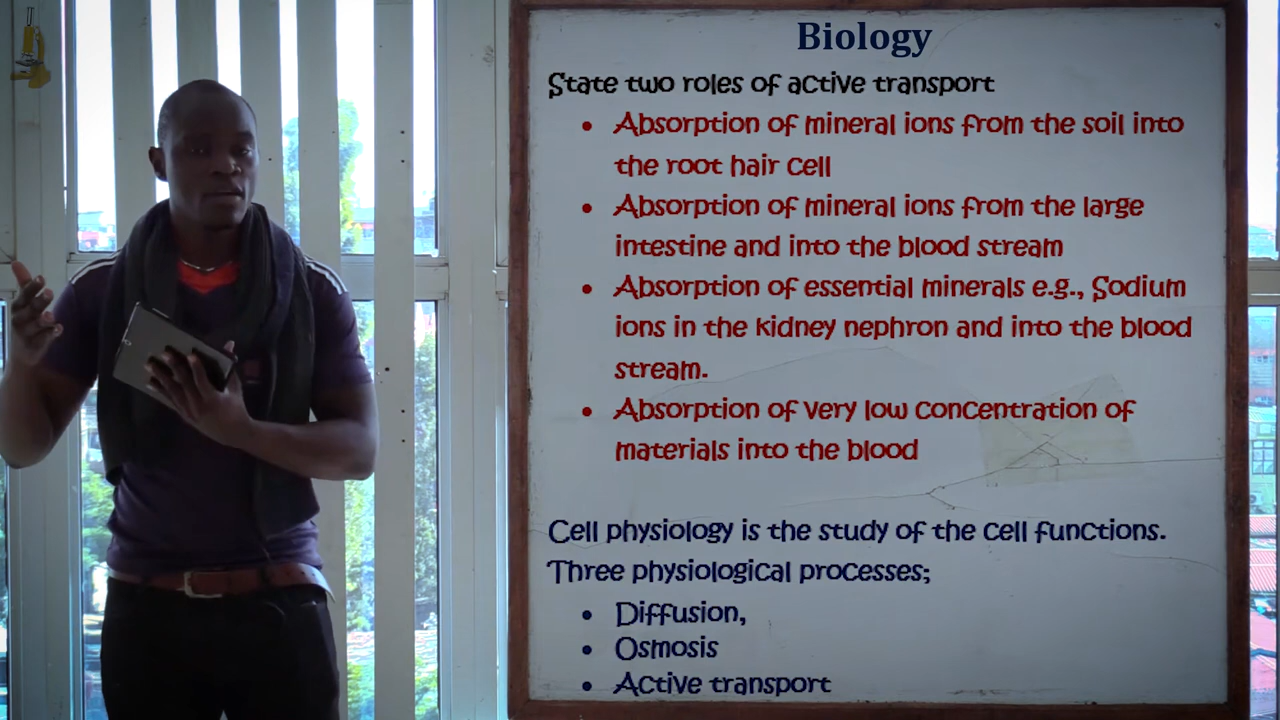 Biology
State two roles of active transport
• Absorption of mineral ions from the soil into
the root hair cell
• Absorption of mineral ions from the large
intestine and into the blood stream
• Absorption of essential minerals e.g., Sodium
ions in the kidney nephron and into the blood
stream.
• Absorption of very low concentration of
materials into the blood
Cell physiology is the study of the cell functions.
Three physiological processes;
• Diffusion,
• Osmosis
• Active transport